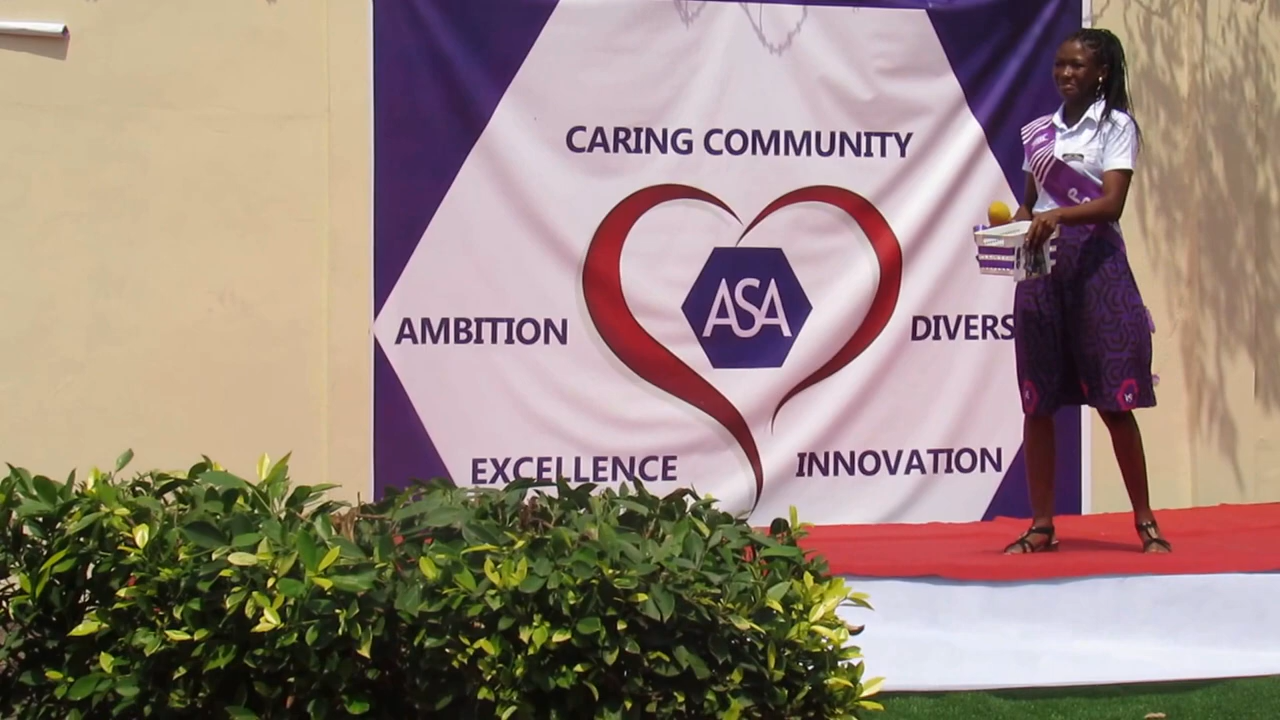 CARING COMMUNITY
ASA
AMBITION
DIVERS
EXCELLENCE
INNOVATION